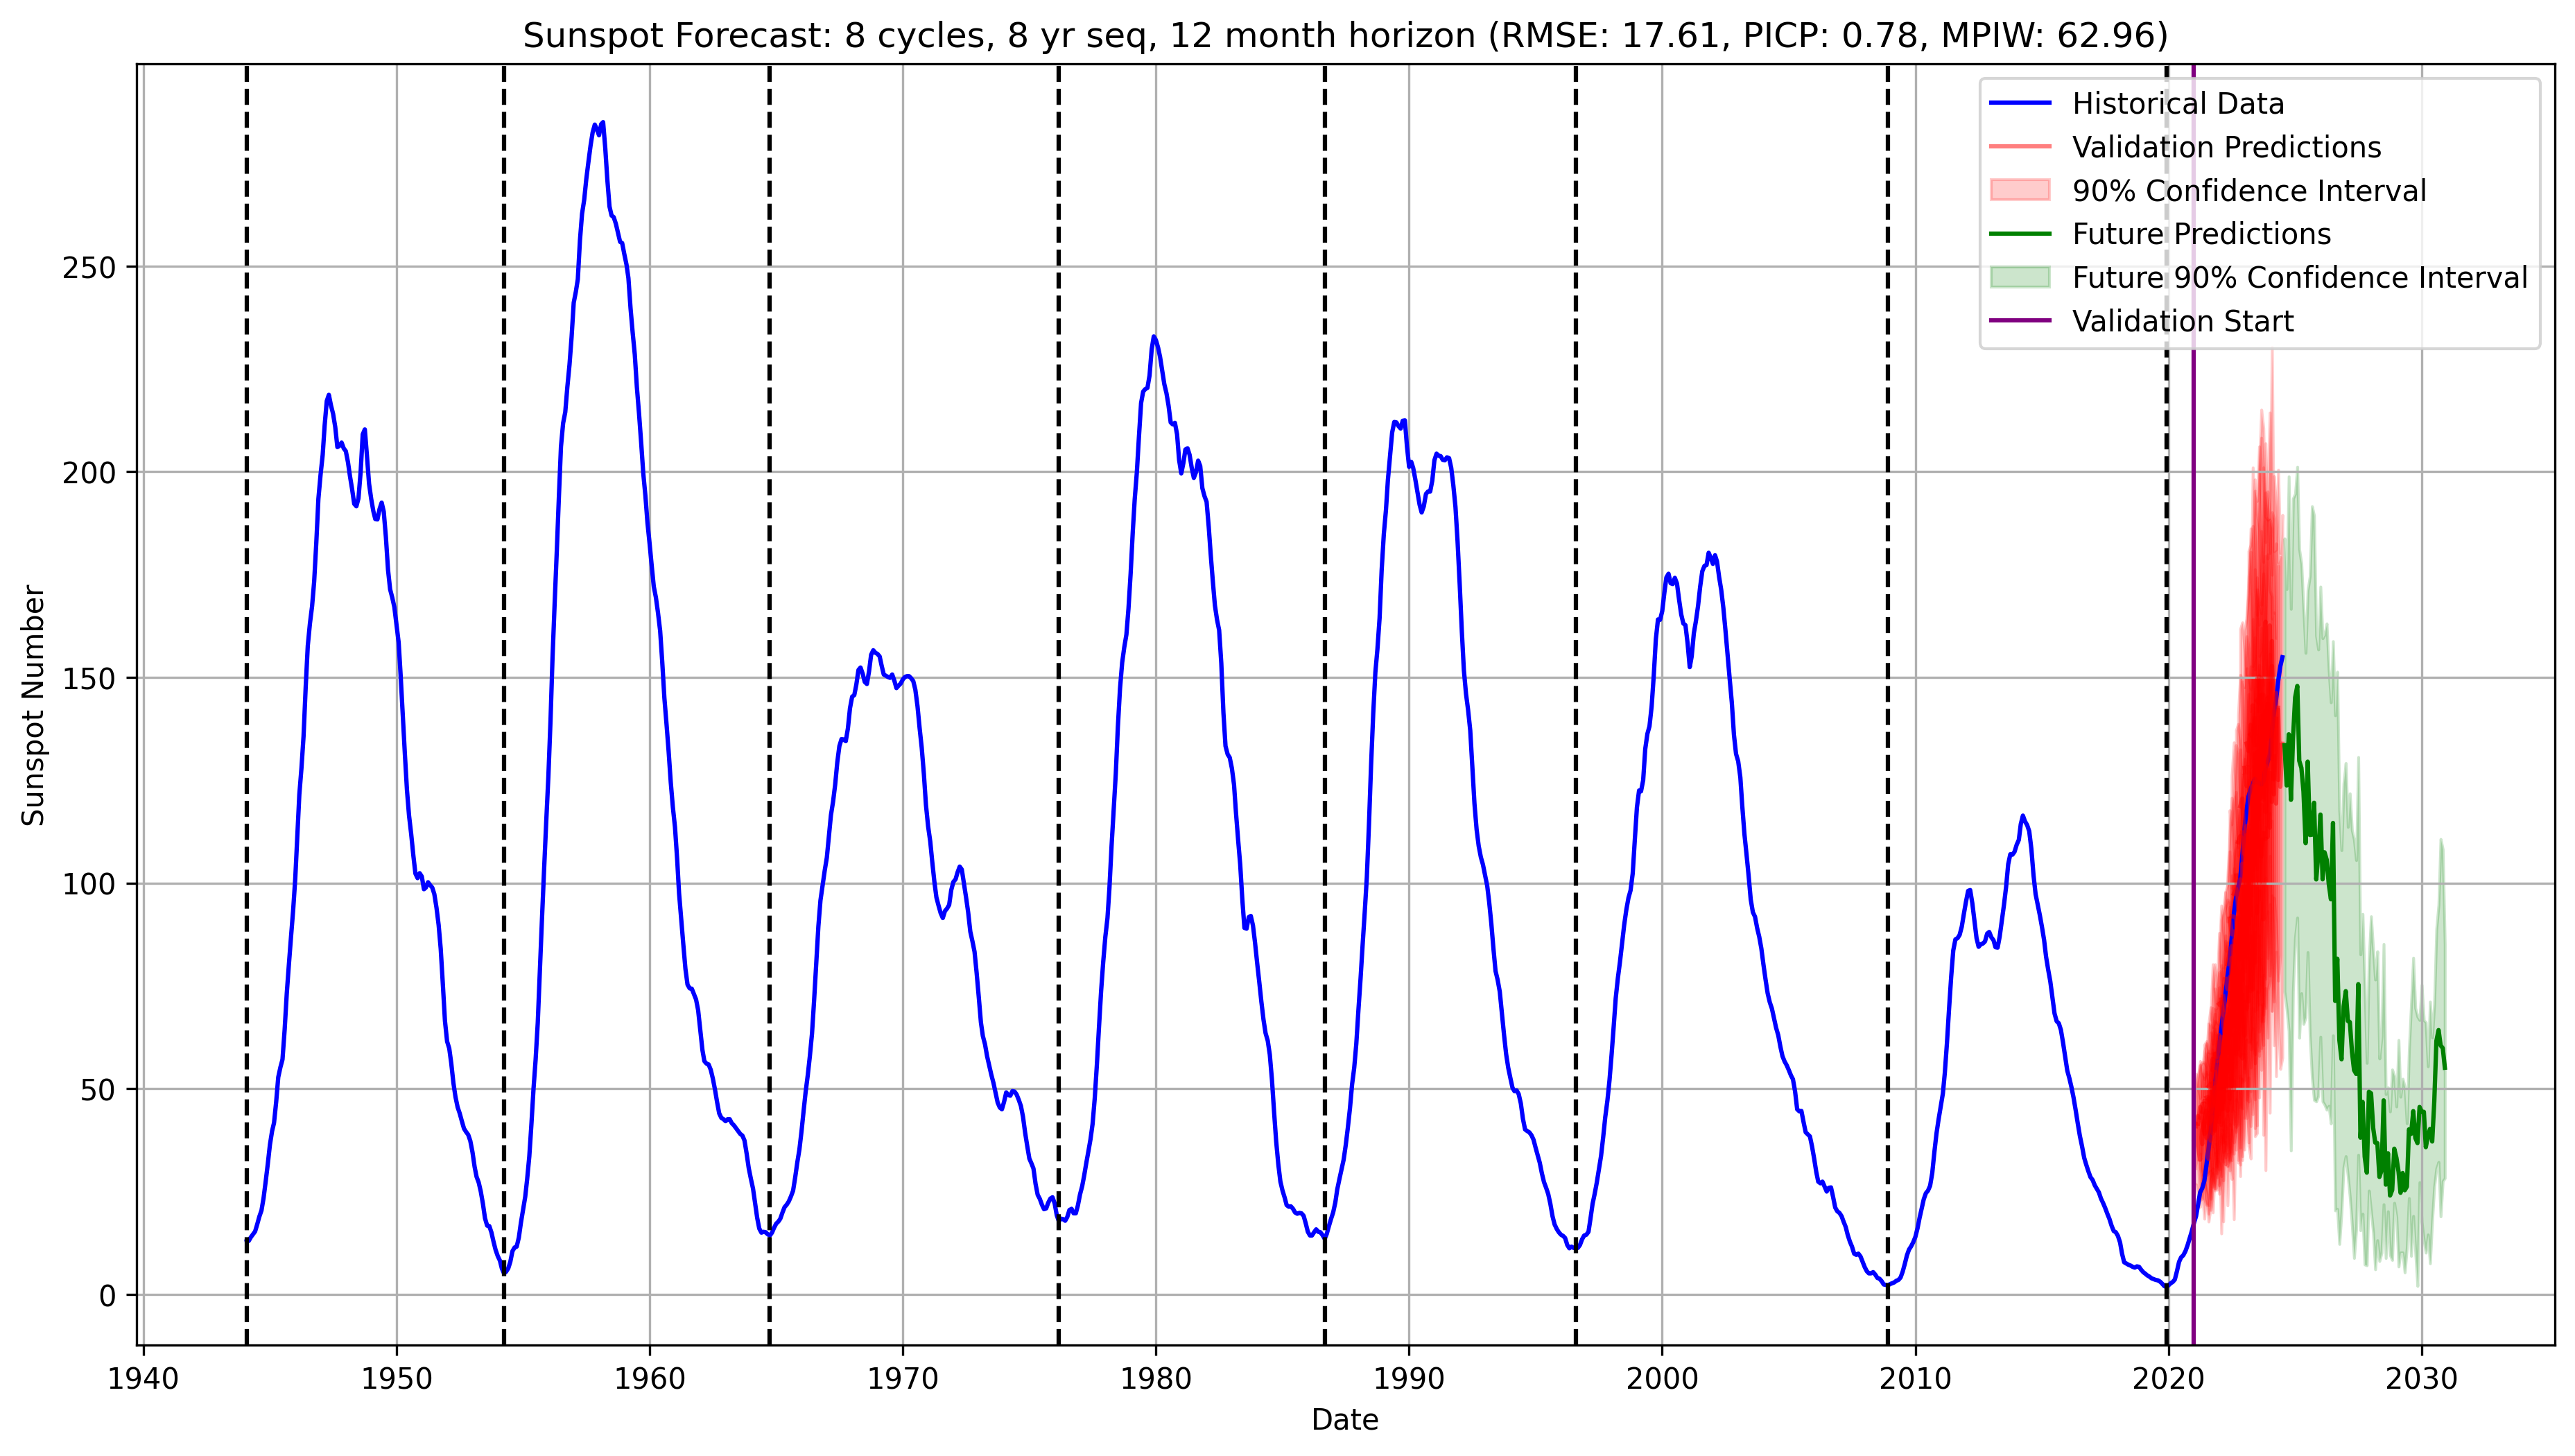 Sunspot Forecast: 8 cycles, 8 yr seq, 12 month horizon (RMSE: 17.61, PICP: 0.78, MPIW: 62.96)
Historical Data
Validation Predictions
90% Confidence Interval
Future Predictions
Future 90% Confidence Interval
Validation Start
Sunspot Number
250
200
150
100
50
0
1940 1950 1960 1970 1980 1990 2000 2010 2020 2030
Date